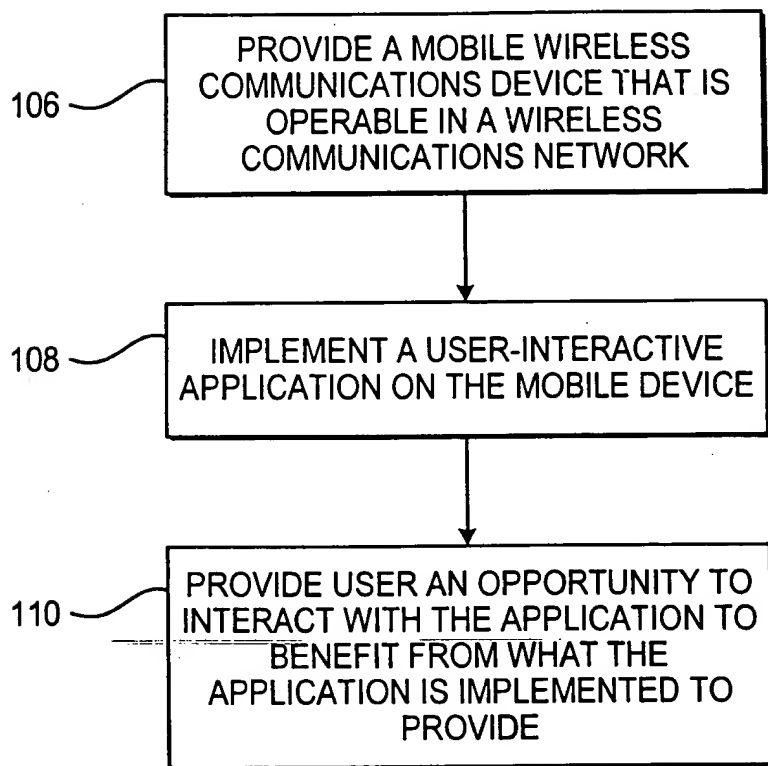 PROVIDE A MOBILE WIRELESS
COMMUNICATIONS DEVICE THAT IS
OPERABLE IN A WIRELESS
COMMUNICATIONS NETWORK
106
IMPLEMENT A USER-INTERACTIVE
APPLICATION ON THE MOBILE DEVICE
108
PROVIDE USER AN OPPORTUNITY TO
INTERACT WITH THE APPLICATION TO
BENEFIT FROM WHAT THE
APPLICATION IS IMPLEMENTED TO
PROVIDE
110